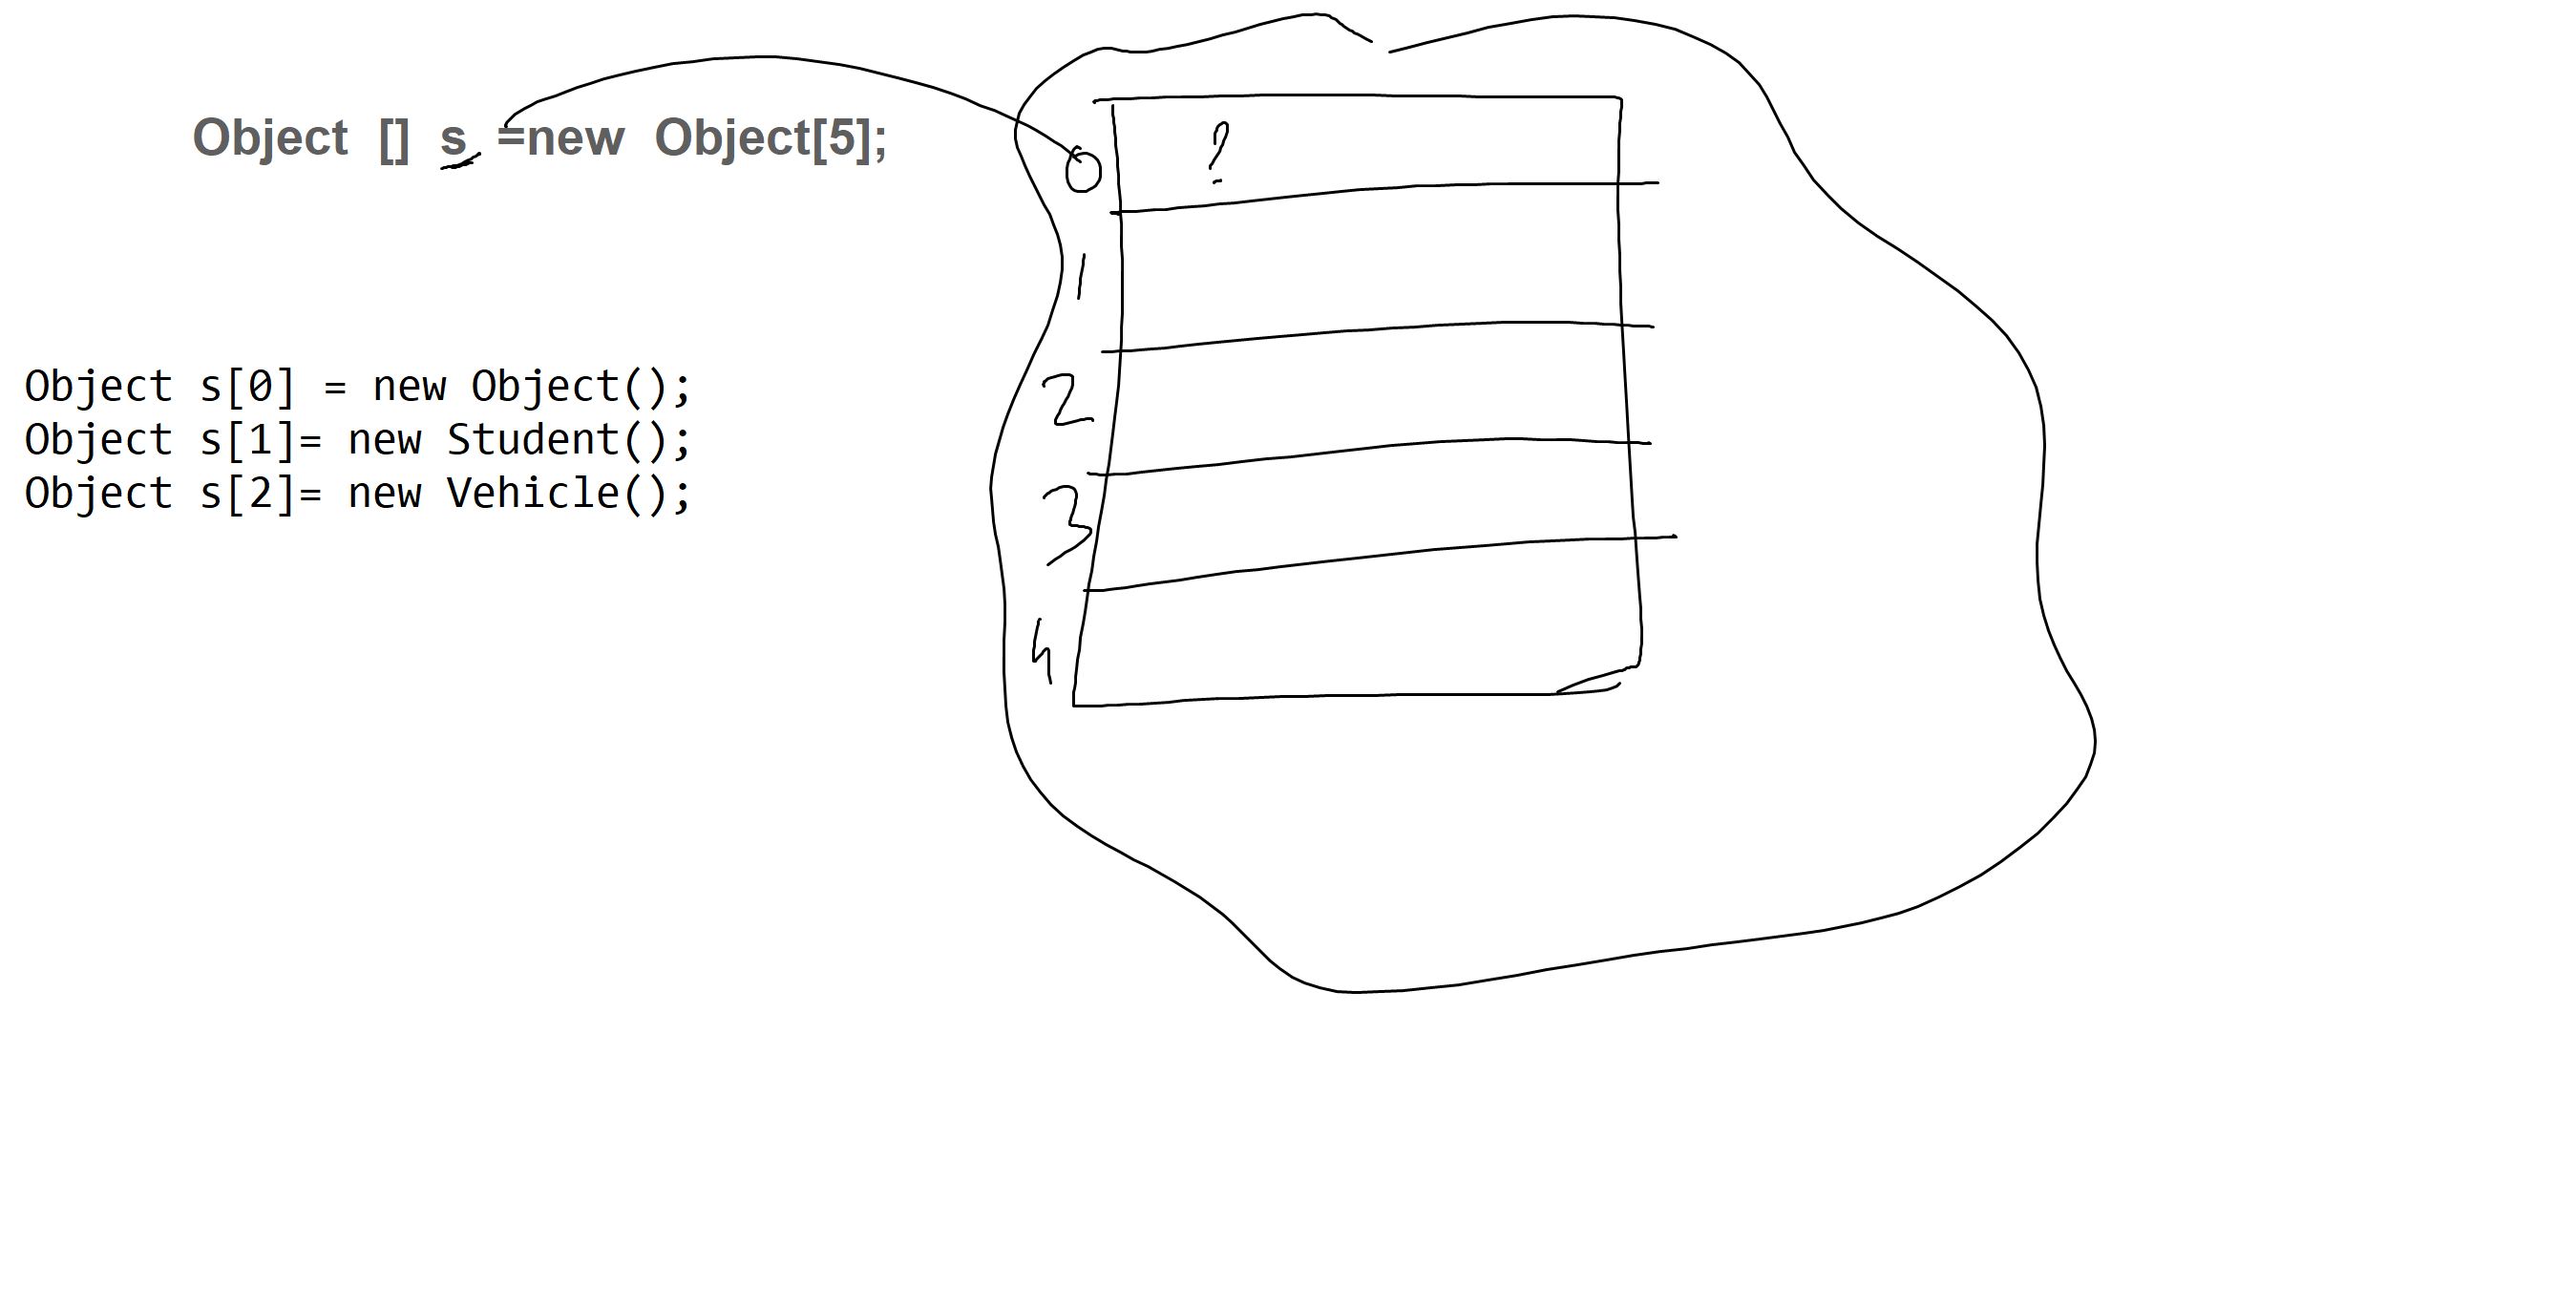 Object [] s =new Object[5];
Object s[0] = new Object();
Object s[1]= new Student();
Object s[2]= new Vehicle();
0 ?
1
2
3
4